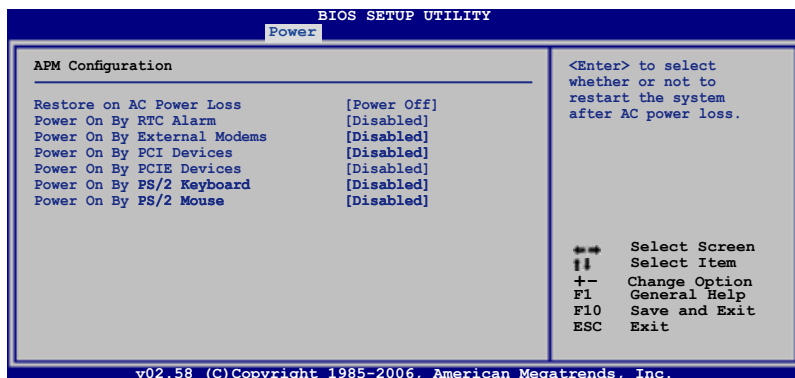 BIOS SETUP UTILITY
Power
APM Configuration
Restore on AC Power Loss [Power Off]
Power On By RTC Alarm [Disabled]
Power On By External Modems [Disabled]
Power On By PCI Devices [Disabled]
Power On By PCIE Devices [Disabled]
Power On By PS/2 Keyboard [Disabled]
Power On By PS/2 Mouse [Disabled]
<Enter> to select
whether or not to
restart the system
after AC power loss.
←→ Select Screen
↑↓ Select Item
+- Change Option
F1 General Help
F10 Save and Exit
ESC Exit
v02.58 (C)Copyright 1985-2006, American Megatrends, Inc.